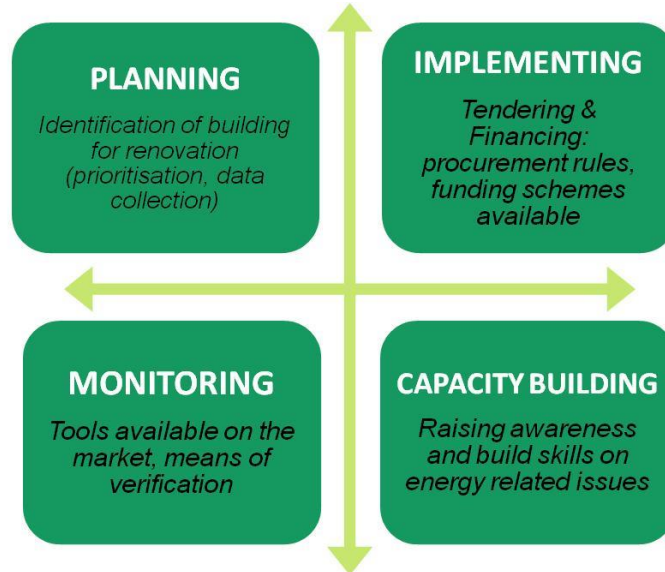 PLANNING
Identification of building
for renovation
(prioritisation, data
collection)
IMPLEMENTING
Tendering &
Financing:
procurement rules,
funding schemes
available
MONITORING
Tools available on the
market, means of
verification
CAPACITY BUILDING
Raising awareness
and build skills on
energy related issues